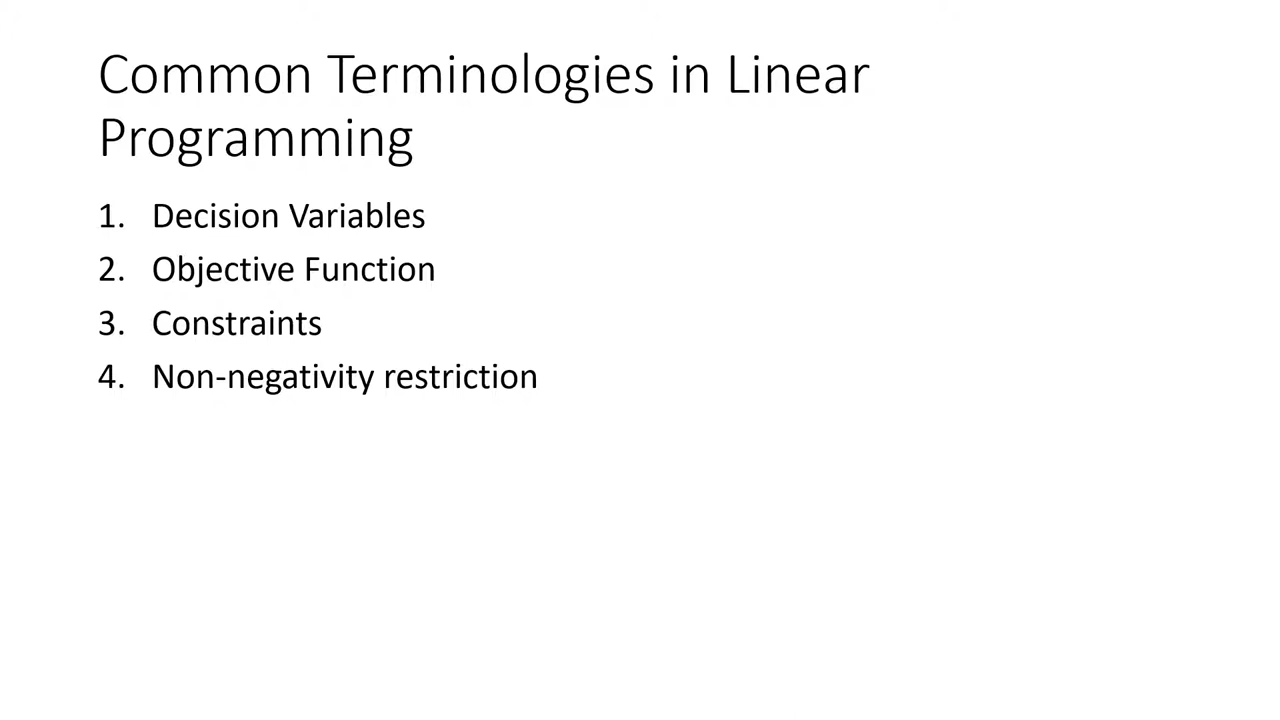 Common Terminologies in Linear
Programming
1. Decision Variables
2. Objective Function
3. Constraints
4. Non-negativity restriction